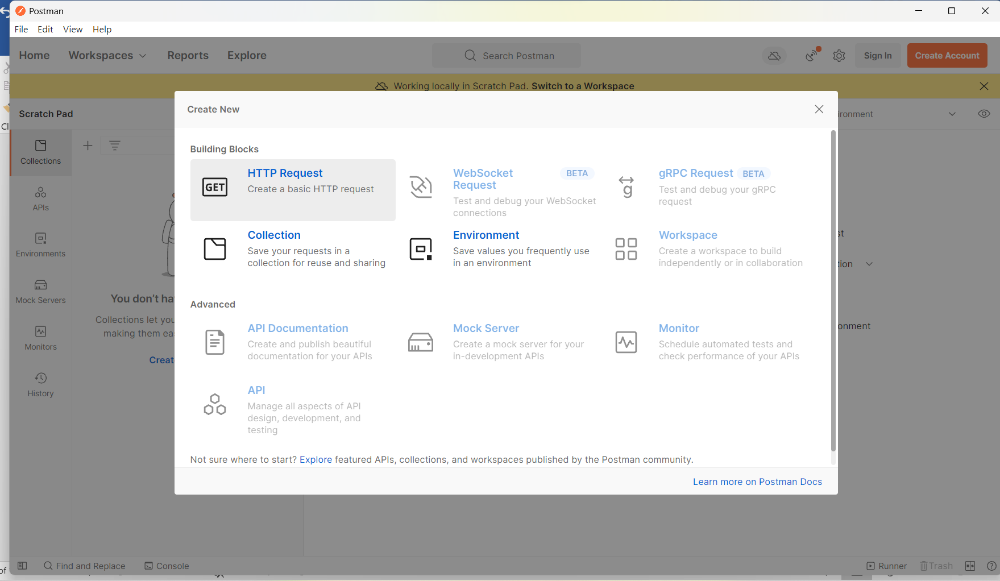 Postman
File Edit View Help
Home Workspaces Reports Explore Search Postman Sign In Create Account
Working locally in Scratch Pad. Switch to a Workspace
Scratch Pad
ironment
Cl
Collections
APIs
Environments
Mock Servers
Monitors
History
You don't ha
Collections let you
making them ea
Creat
st
tion
onment
Create New
Building Blocks
GET
HTTP Request
Create a basic HTTP request
WebSocket
Request
BETA
Test and debug your WebSocket
connections
g
gRPC Request BETA
Test and debug your gRPC
request
Collection
Save your requests in a
collection for reuse and sharing
Environment
Save values you frequently use
in an environment
Workspace
Create a workspace to build
independently or in collaboration
Advanced
API Documentation
Create and publish beautiful
documentation for your APIs
Mock Server
Create a mock server for your
in-development APIs
Monitor
Schedule automated tests and
check performance of your APIs
API
Manage all aspects of API
design, development, and
testing
Not sure where to start? Explore featured APIs, collections, and workspaces published by the Postman community.
Learn more on Postman Docs
of
Find and Replace Console Runner Trash